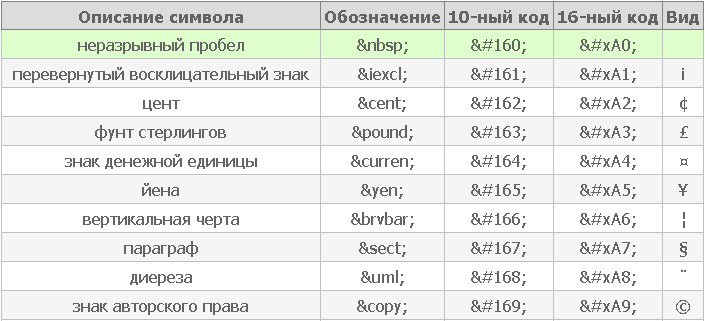 Описание символа Обозначение 10-ный код 16-ный код Вид
неразрывный пробел &nbsp; &#160; &#xA0;
перевернутый восклицательный знак &iexcl; &#161; &#xA1; ¡
цент &cent; &#162; &#xA2; ¢
фунт стерлингов &pound; &#163; &#xA3; £
знак денежной единицы &curren; &#164; &#xA4; ¤
йена &yen; &#165; &#xA5; ¥
вертикальная черта &brvbar; &#166; &#xA6; ¦
параграф &sect; &#167; &#xA7; §
диереза &uml; &#168; &#xA8; ¨
знак авторского права &copy; &#169; &#xA9; ©